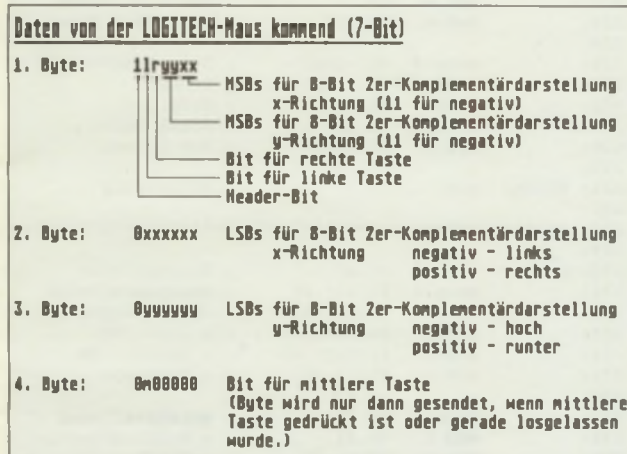 Daten von der LOGITECH-Maus kommend (7-Bit)
1. Byte: 1lryyxx
MSBs für 8-Bit 2er-Komplementärdarstellung
x-Richtung (11 für negativ)
MSBs für 8-Bit 2er-Komplementärdarstellung
y-Richtung (11 für negativ)
Bit für rechte Taste
Bit für linke Taste
Header-Bit
2. Byte: 0xxxxxx LSBs für 8-Bit 2er-Komplementärdarstellung
x-Richtung negativ - links
positiv - rechts
3. Byte: 0yyyyyy LSBs für 8-Bit 2er-Komplementärdarstellung
y-Richtung negativ - hoch
positiv - runter
4. Byte: 0m00000 Bit für mittlere Taste
(Byte wird nur dann gesendet, wenn mittlere
Taste gedrückt ist oder gerade losgelassen
wurde.)